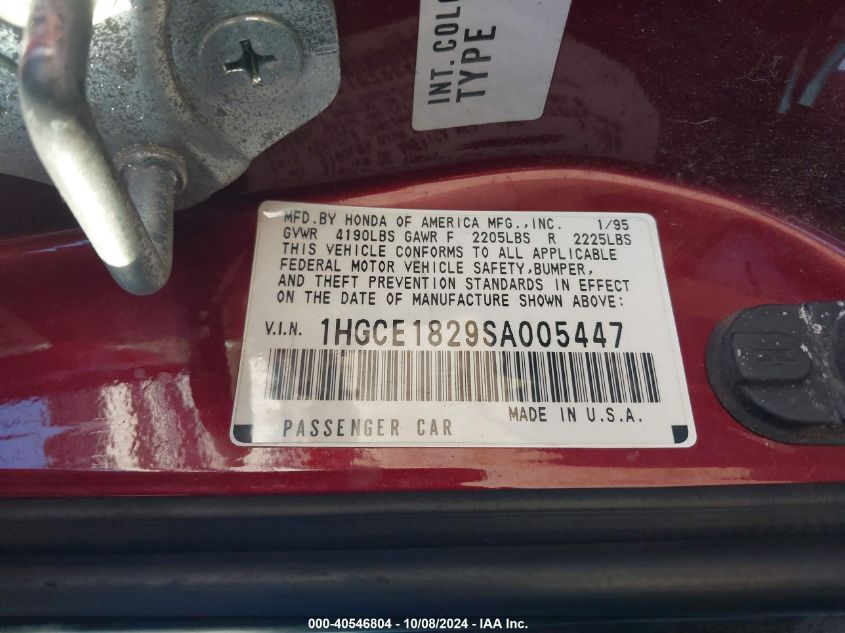 INT. COLO
TYPE
MFD.BY HONDA OF AMERICA MFG.,INC. 1/95
GVWR 4190LBS GAWR F 2205LBS R 2225LBS
THIS VEHICLE CONFORMS TO ALL APPLICABLE
FEDERAL MOTOR VEHICLE SAFETY,BUMPER,
AND THEFT PREVENTION STANDARDS IN EFFECT
ON THE DATE OF MANUFACTURE SHOWN ABOVE:
V.I.N. 1HGCE1829SA005447
PASSENGER CAR MADE IN U.S.A.
000-40546804 - 10/08/2024 - IAA Inc.